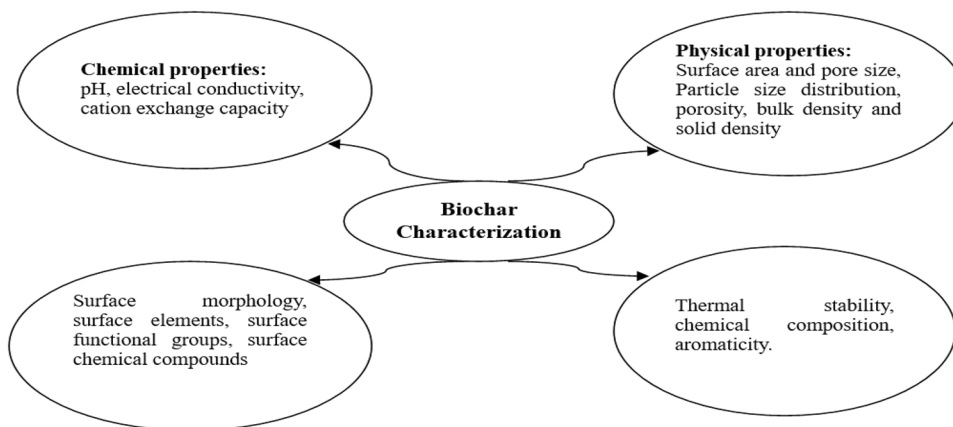 Chemical properties:
pH, electrical conductivity,
cation exchange capacity
Physical properties:
Surface area and pore size,
Particle size distribution,
porosity, bulk density and
solid density
Biochar
Characterization
Surface morphology,
surface elements, surface
functional groups, surface
chemical compounds
Thermal stability,
chemical composition,
aromaticity.